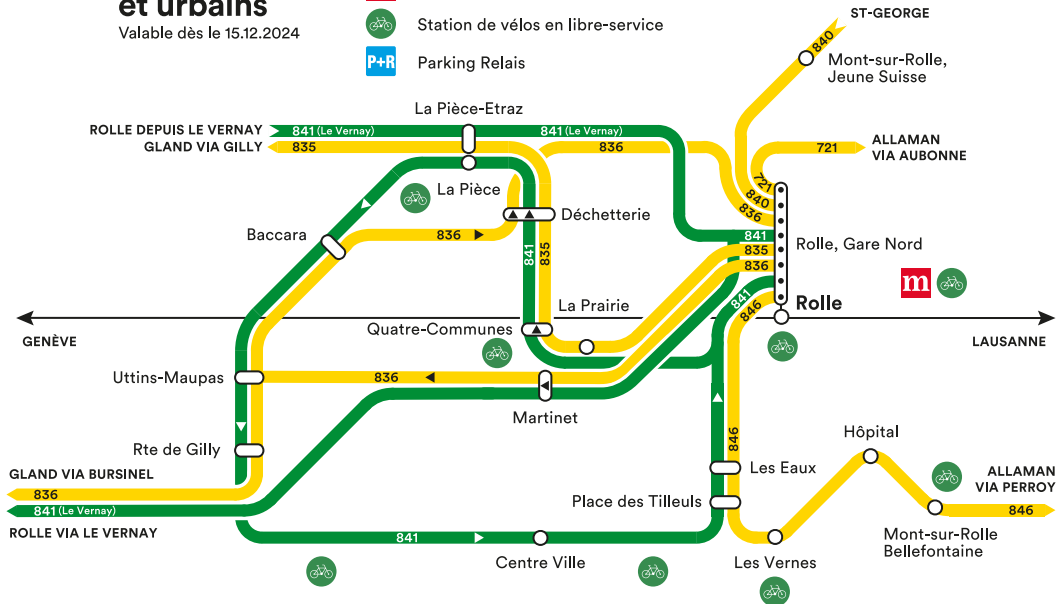 et urbains
Valable dès le 15.12.2024
Station de vélos en libre-service
P+R
Parking Relais
ST-GEORGE
840
Mont-sur-Rolle,
Jeune Suisse
La Pièce-Etraz
ROLLE DEPUIS LE VERNAY
841 (Le Vernay)
841 (Le Vernay)
GLAND VIA GILLY
835
836
721
ALLAMAN
VIA AUBONNE
721
840
836
La Pièce
Déchetterie
Baccara
836
841
835
841
835
836
Rolle, Gare Nord
m
La Prairie
841
846
Rolle
Quatre-Communes
GENÈVE
LAUSANNE
Uttins-Maupas
836
Martinet
Rte de Gilly
846
Hôpital
Les Eaux
GLAND VIA BURSINEL
836
Place des Tilleuls
ALLAMAN
VIA PERROY
841 (Le Vernay)
846
ROLLE VIA LE VERNAY
841
Centre Ville
Les Vernes
Mont-sur-Rolle
Bellefontaine